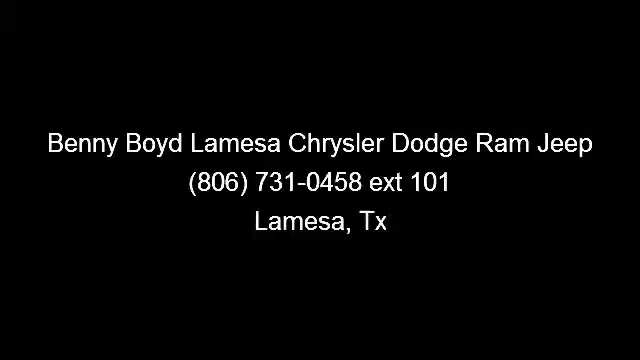 Benny Boyd Lamesa Chrysler Dodge Ram Jeep
(806) 731-0458 ext 101
Lamesa, Tx